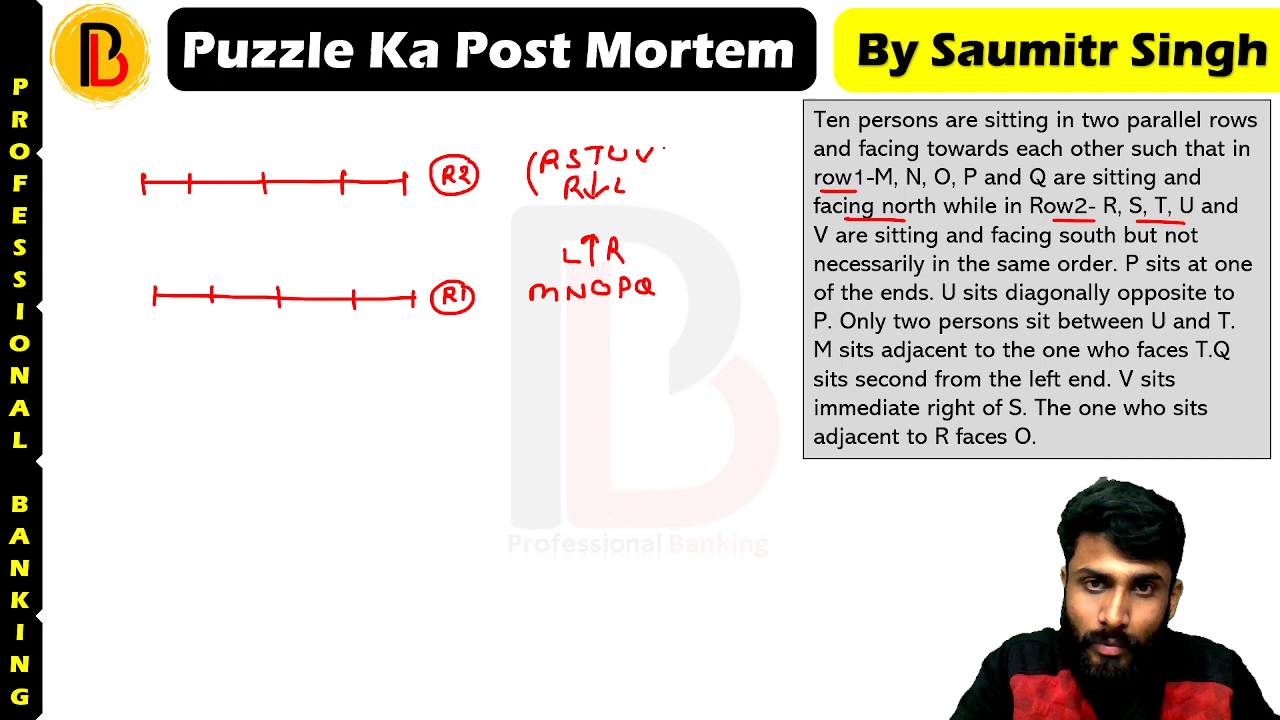 Puzzle Ka Post Mortem
By Saumitr Singh
PROFESSIONAL BANKING
Ten persons are sitting in two parallel rows
and facing towards each other such that in
row1-M, N, O, P and Q are sitting and
facing north while in Row2- R, S, T, U and
V are sitting and facing south but not
necessarily in the same order. P sits at one
of the ends. U sits diagonally opposite to
P. Only two persons sit between U and T.
M sits adjacent to the one who faces T.Q
sits second from the left end. V sits
immediate right of S. The one who sits
adjacent to R faces O.
R2
(RSTUV
R↓L
L↑R
R1
MNOPQ
Professional Banking